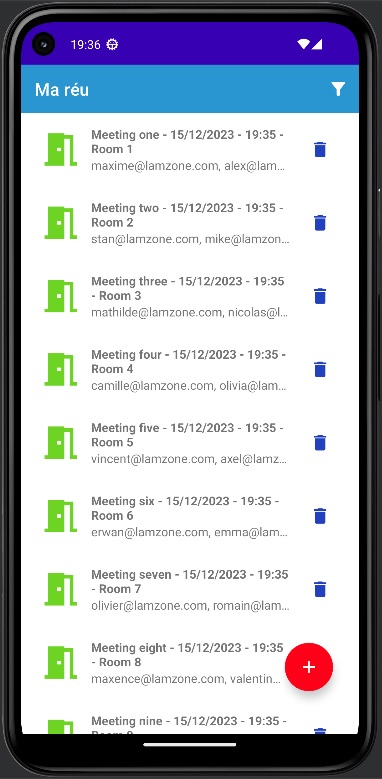 19:36
Ma réu
Meeting one - 15/12/2023 - 19:35 -
Room 1
maxime@lamzone.com, alex@lam...
Meeting two - 15/12/2023 - 19:35 -
Room 2
stan@lamzone.com, mike@lamzon...
Meeting three - 15/12/2023 - 19:35
- Room 3
mathilde@lamzone.com, nicolas@l...
Meeting four - 15/12/2023 - 19:35 -
Room 4
camille@lamzone.com, olivia@lam...
Meeting five - 15/12/2023 - 19:35 -
Room 5
vincent@lamzone.com, axel@lamz...
Meeting six - 15/12/2023 - 19:35 -
Room 6
erwan@lamzone.com, emma@lam...
Meeting seven - 15/12/2023 - 19:35
- Room 7
olivier@lamzone.com, romain@lam...
Meeting eight - 15/12/2023 - 19:35
- Room 8
maxence@lamzone.com, valentin...
Meeting nine - 15/12/2023 - 19:35 -